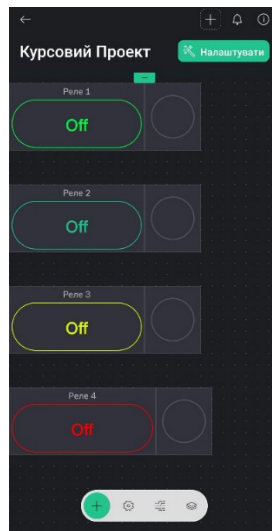 Курсовий Проект
Налаштувати
Реле 1
Off
Реле 2
Off
Реле 3
Off
Реле 4
Off